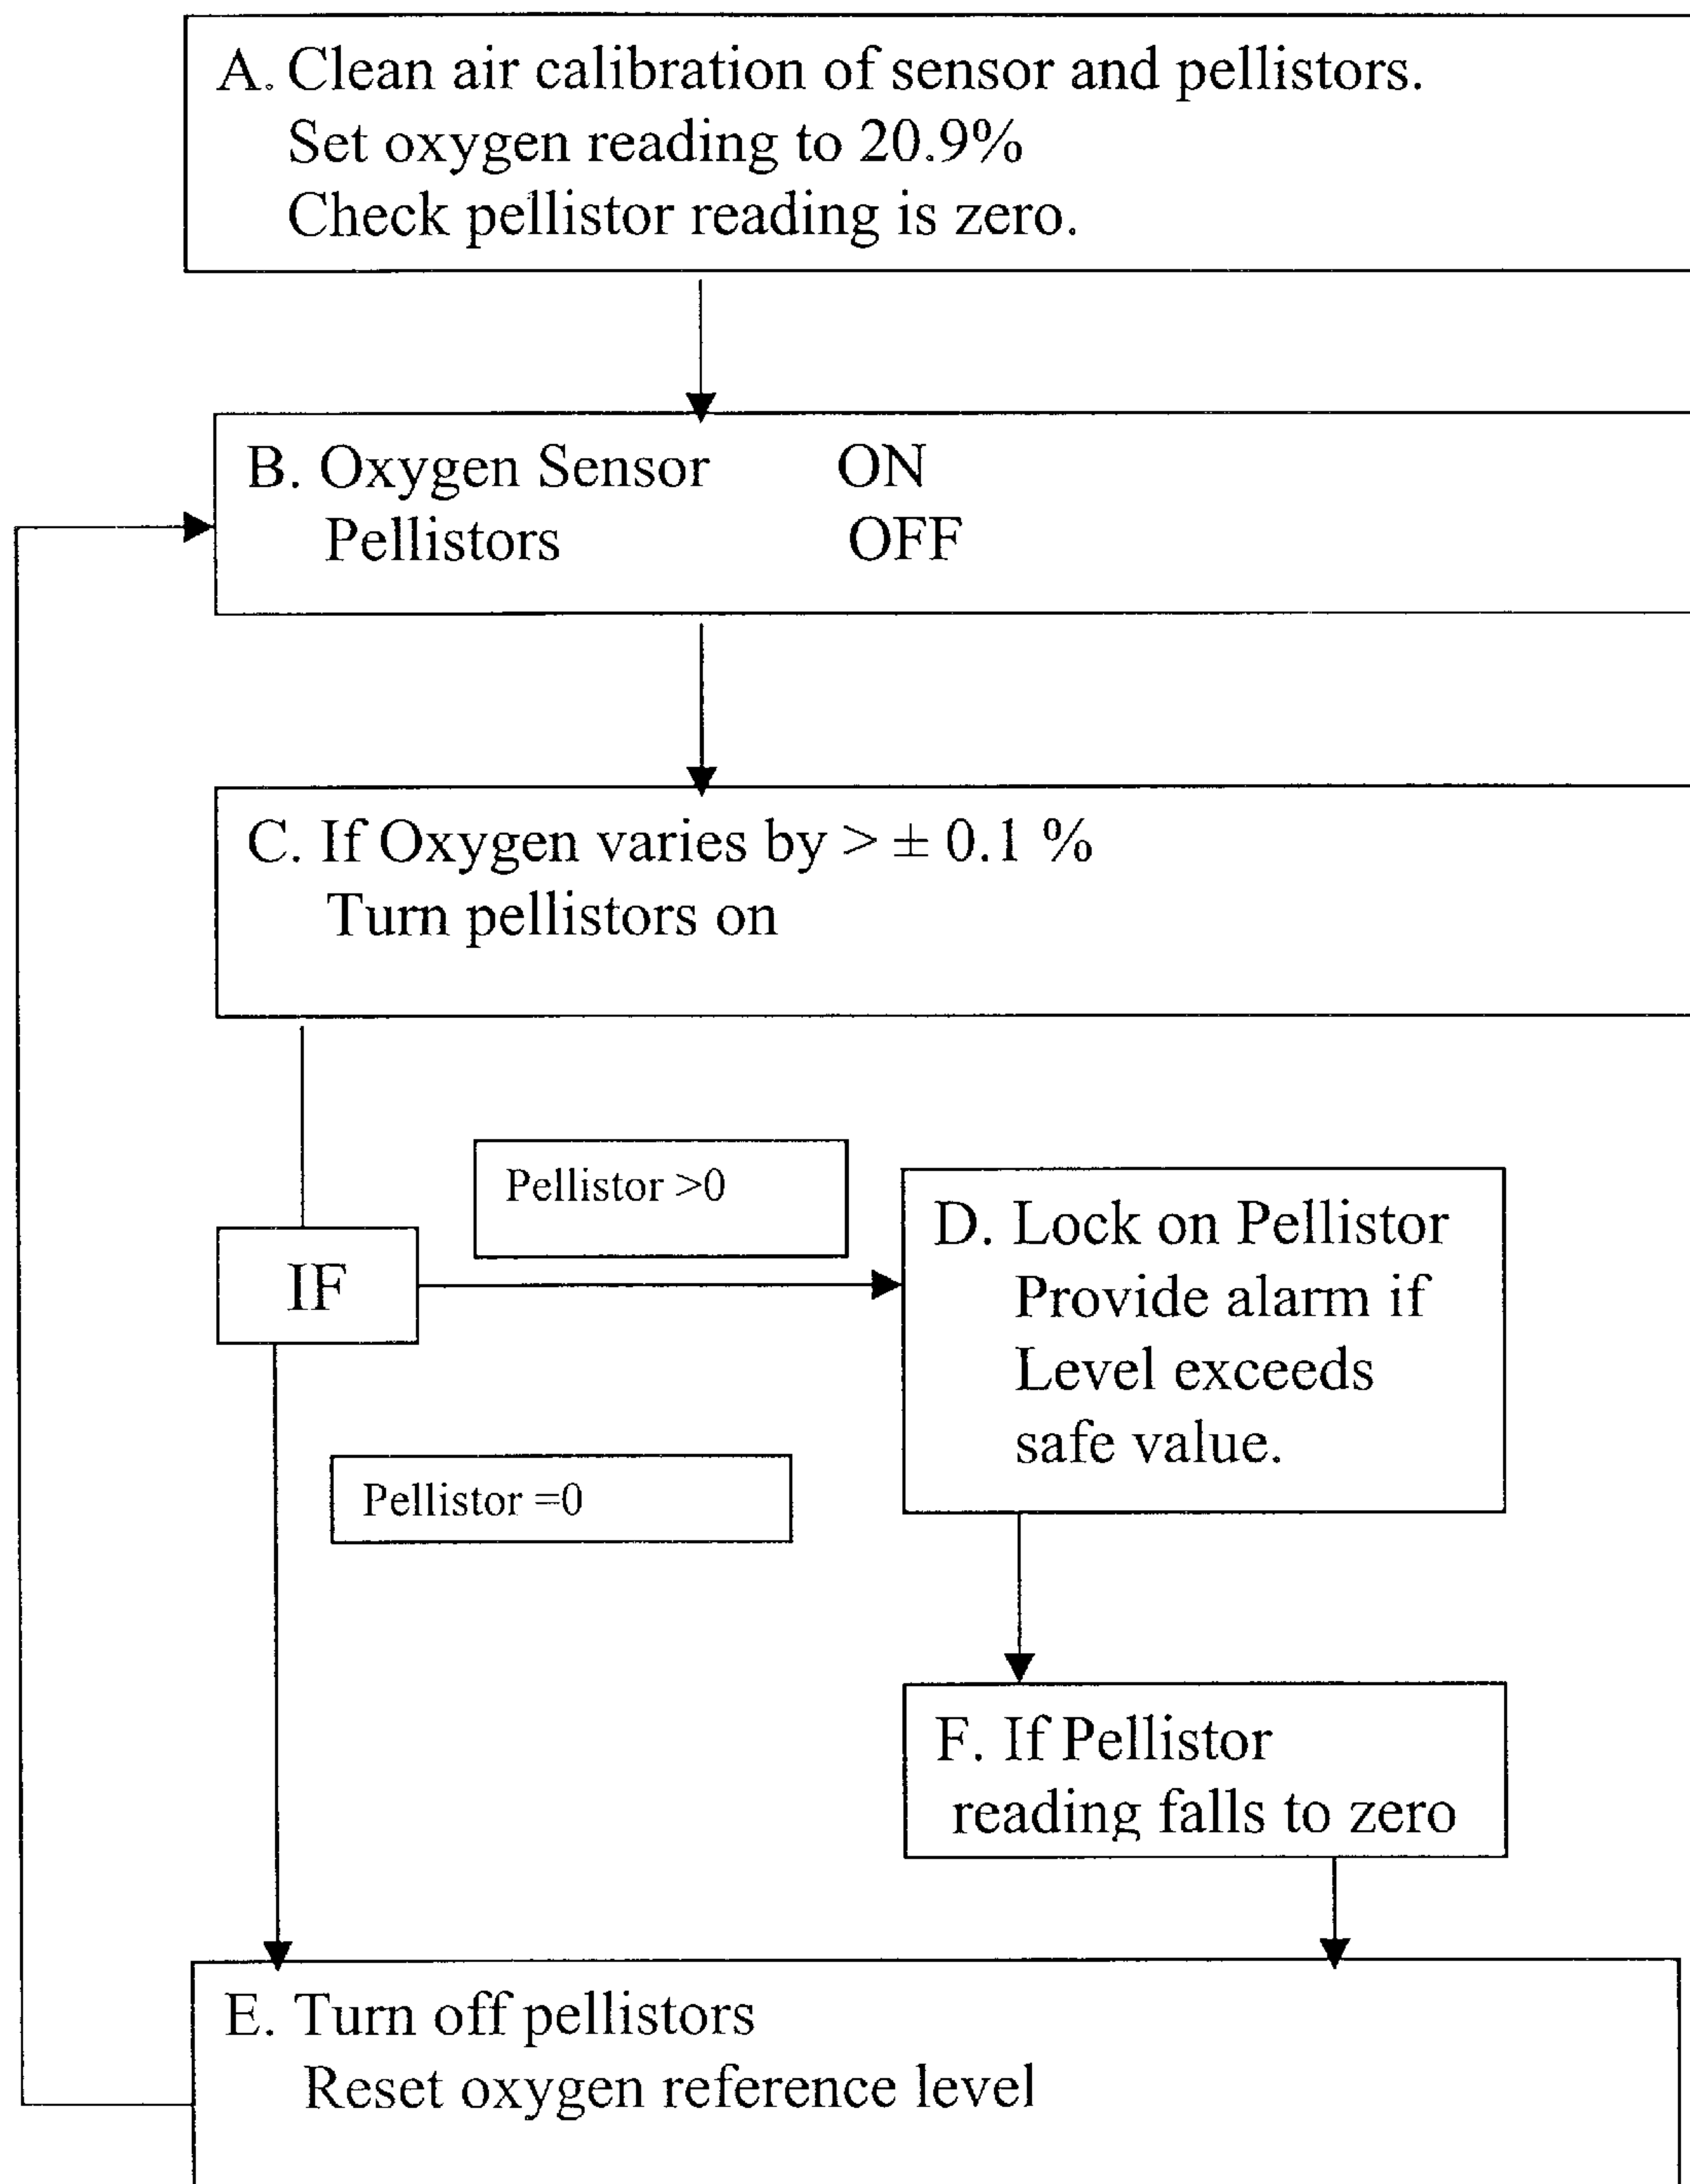 A. Clean air calibration of sensor and pellistors.
Set oxygen reading to 20.9%
Check pellistor reading is zero.
B. Oxygen Sensor ON
Pellistors OFF
C. If Oxygen varies by > ± 0.1 %
Turn pellistors on
Pellistor >0
IF
D. Lock on Pellistor
Provide alarm if
Level exceeds
safe value.
Pellistor =0
F. If Pellistor
reading falls to zero
E. Turn off pellistors
Reset oxygen reference level